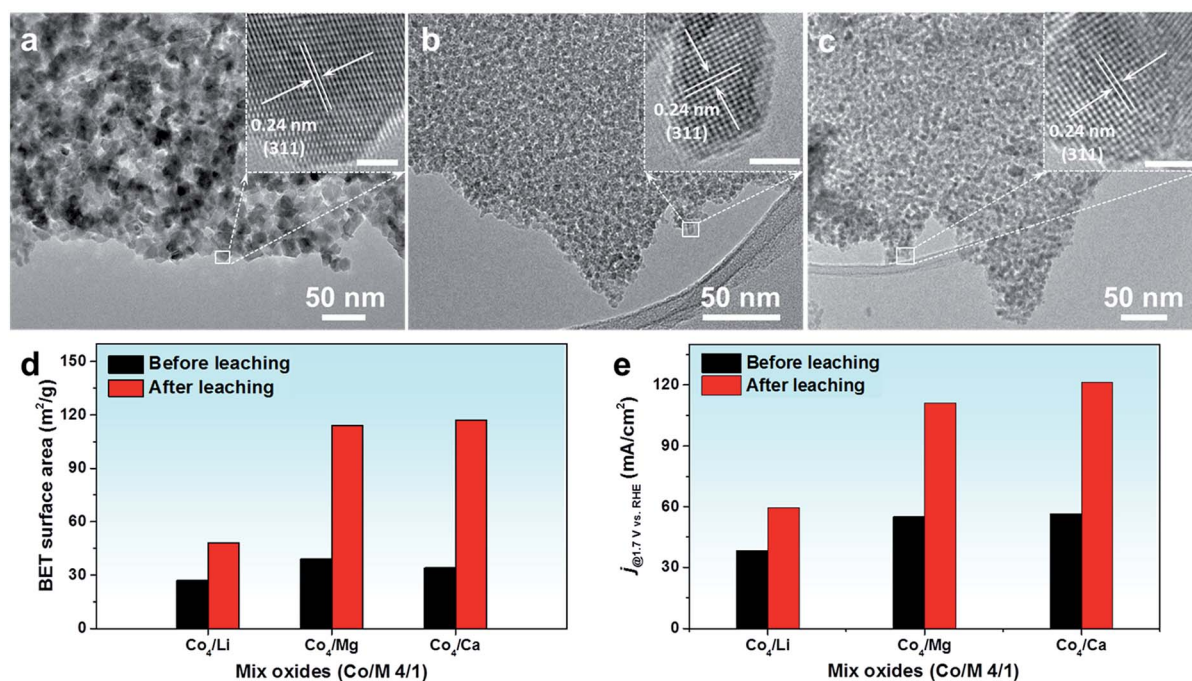 a
0.24 nm
(311)
50 nm
b
0.24 nm
(311)
50 nm
c
0.24 nm
(311)
50 nm
d
Before leaching
After leaching
BET surface area (m²/g)
150
120
90
60
30
0
Co₄/Li
Co₄/Mg
Co₄/Ca
Mix oxides (Co/M 4/1)
e
Before leaching
After leaching
j@1.7 V vs. RHE (mA/cm²)
120
90
60
30
0
Co₄/Li
Co₄/Mg
Co₄/Ca
Mix oxides (Co/M 4/1)